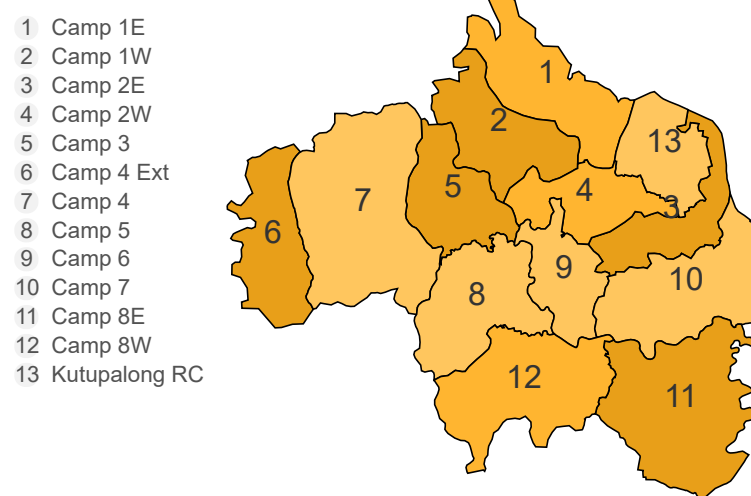 1 Camp 1E
2 Camp 1W
3 Camp 2E
4 Camp 2W
5 Camp 3
6 Camp 4 Ext
7 Camp 4
8 Camp 5
9 Camp 6
10 Camp 7
11 Camp 8E
12 Camp 8W
13 Kutupalong RC
1
2
13
7
5
4
3
6
9
10
8
12
11